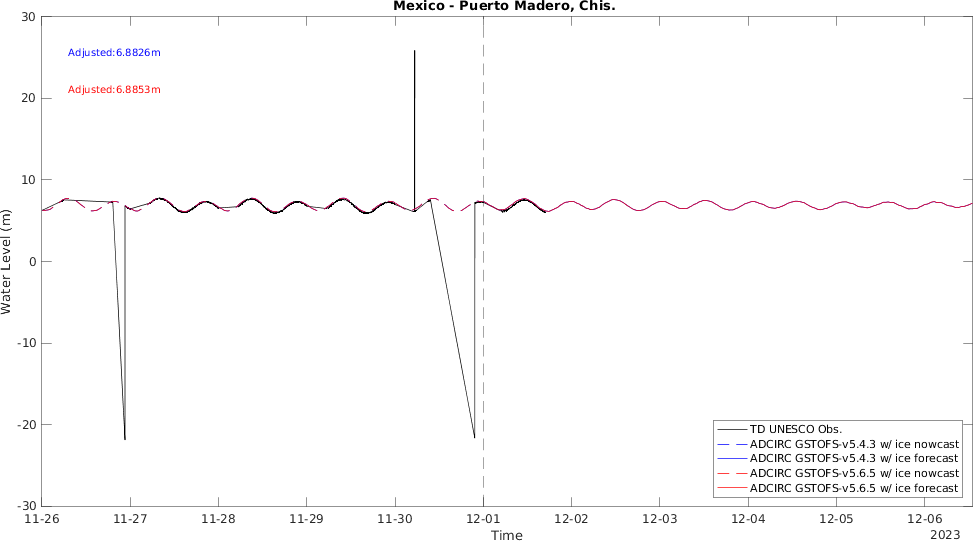 Mexico - Puerto Madero, Chis.
30
20
10
0
-10
-20
-30
Water Level (m)
Adjusted:6.8826m
Adjusted:6.8853m
TD UNESCO Obs.
ADCIRC GSTOFS-v5.4.3 w/ ice nowcast
ADCIRC GSTOFS-v5.4.3 w/ ice forecast
ADCIRC GSTOFS-v5.6.5 w/ ice nowcast
ADCIRC GSTOFS-v5.6.5 w/ ice forecast
11-26 11-27 11-28 11-29 11-30 12-01 12-02 12-03 12-04 12-05 12-06
Time
2023